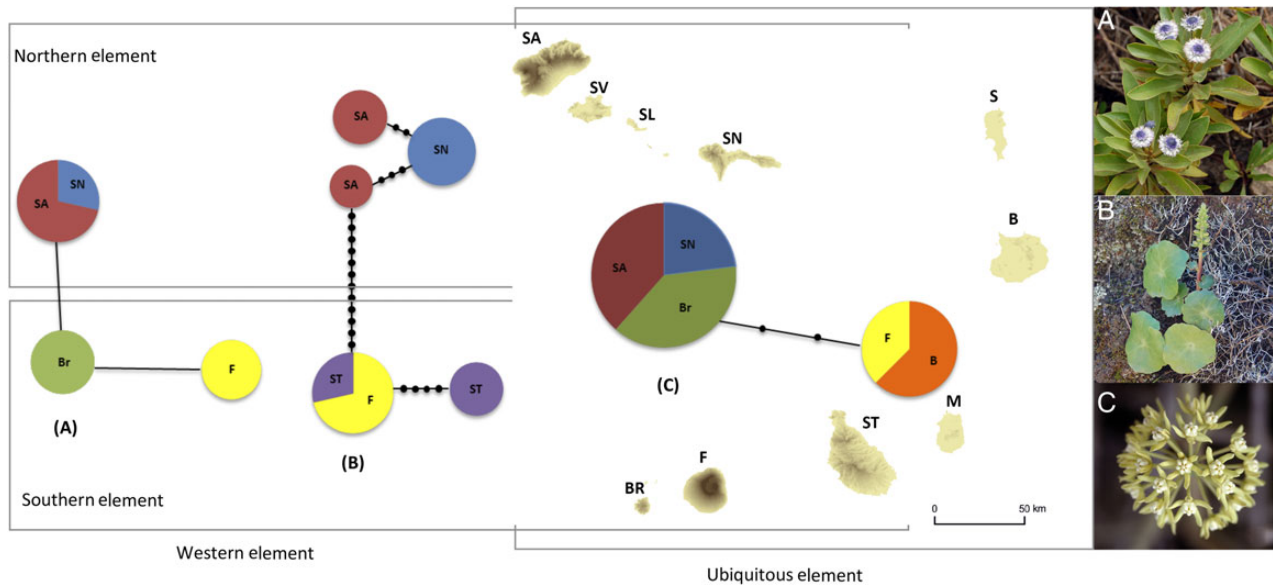 Northern element
SA
SV
SL
SN
S
B
SA
SN
SA
SN
SA
SN
SA
Br
(C)
F
B
Br
F
(A)
ST
F
ST
(B)
ST
M
F
BR
0
50 km
Southern element
Western element
Ubiquitous element
A
B
C